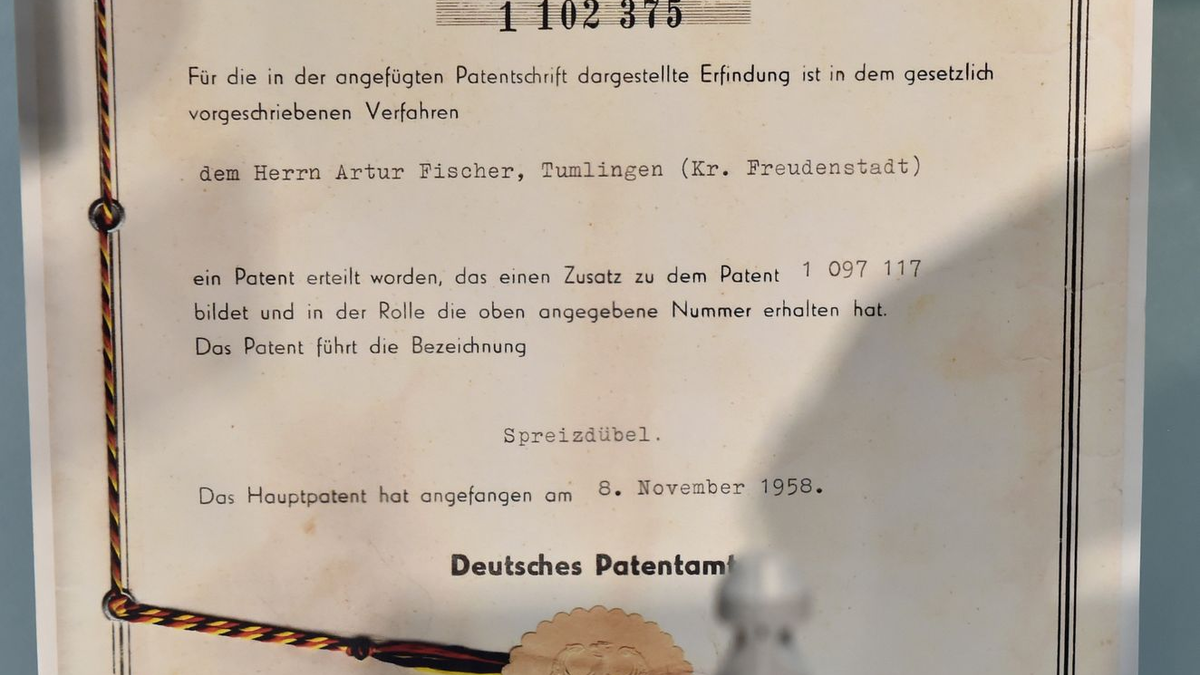 1 102 375
Für die in der angefügten Patentschrift dargestellte Erfindung ist in dem gesetzlich
vorgeschriebenen Verfahren
dem Herrn Artur Fischer, Tumlingen (Kr. Freudenstadt)
ein Patent erteilt worden, das einen Zusatz zu dem Patent 1 097 117
bildet und in der Rolle die oben angegebene Nummer erhalten hat.
Das Patent führt die Bezeichnung
Spreizdübel.
Das Hauptpatent hat angefangen am 8. November 1958.
Deutsches Patentamt